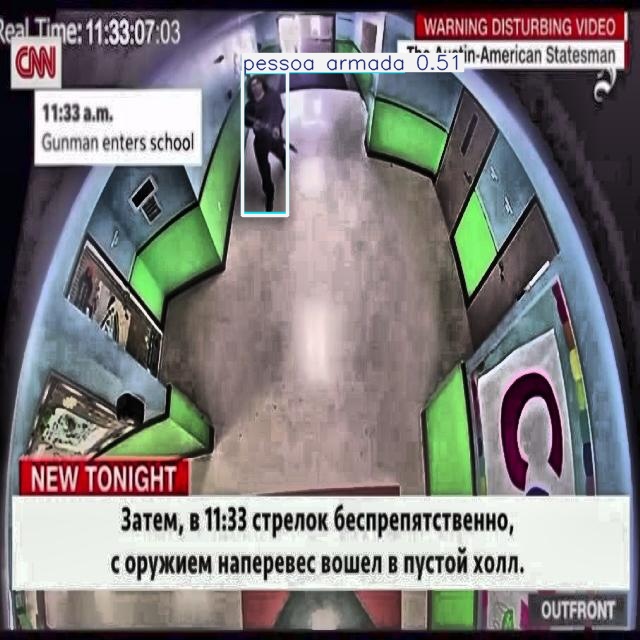 Real Time: 11:33:07:03
WARNING DISTURBING VIDEO
CNN
The Austin-American Statesman
pessoa armada 0.51
11:33 a.m.
Gunman enters school
C
NEW TONIGHT
Затем, в 11:33 стрелок беспрепятственно,
с оружием наперевес вошел в пустой холл.
OUTFRONT